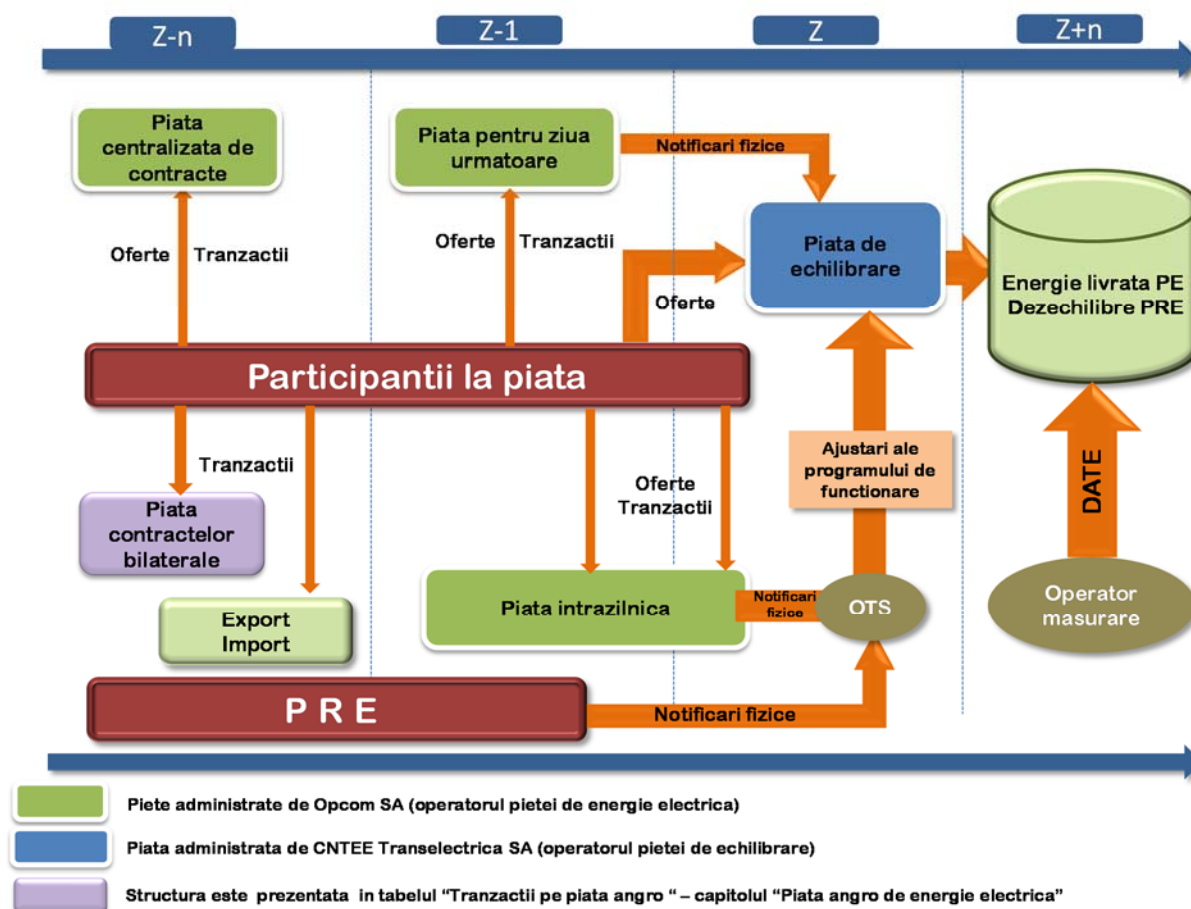 Z-n
Z-1
Z
Z+n
Piata
centralizata de
contracte
Piata pentru ziua
urmatoare
Notificari fizice
Oferte
Tranzactii
Oferte
Tranzactii
Piata de
echilibrare
Oferte
Energie livrata PE
Dezechilibre PRE
Participantii la piata
Tranzactii
Oferte
Tranzactii
Ajustari ale
programului de
functionare
DATE
Piata
contractelor
bilaterale
Export
Import
Piata intrazilnica
Notificari
fizice
OTS
Operator
masurare
P R E
Notificari fizice
Piete administrate de Opcom SA (operatorul pietei de energie electrica)
Piata administrata de CNTEE Transelectrica SA (operatorul pietei de echilibrare)
Structura este prezentata in tabelul “Tranzactii pe piata angro “ – capitolul “Piata angro de energie electrica”